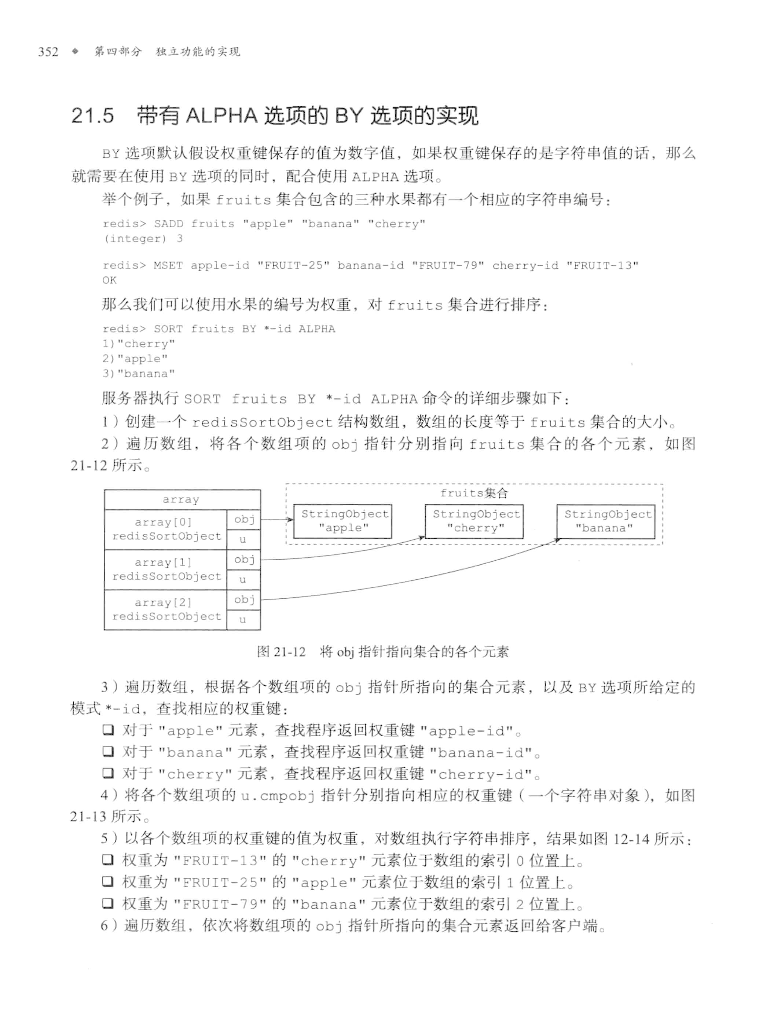 352 ◆ 第四部分 独立功能的实现
21.5 带有 ALPHA 选项的 BY 选项的实现
BY 选项默认假设权重键保存的值为数字值，如果权重键保存的是字符串值的话，那么
就需要在使用 BY 选项的同时，配合使用 ALPHA 选项。
举个例子，如果 fruits 集合包含的三种水果都有一个相应的字符串编号：
redis> SADD fruits "apple" "banana" "cherry"
(integer) 3
redis> MSET apple-id "FRUIT-25" banana-id "FRUIT-79" cherry-id "FRUIT-13"
OK
那么我们可以使用水果的编号为权重，对 fruits 集合进行排序：
redis> SORT fruits BY *-id ALPHA
1)"cherry"
2)"apple"
3)"banana"
服务器执行 SORT fruits BY *-id ALPHA 命令的详细步骤如下：
1）创建一个 redisSortObject 结构数组，数组的长度等于 fruits 集合的大小。
2）遍历数组，将各个数组项的 obj 指针分别指向 fruits 集合的各个元素，如图
21-12 所示。
array
array[0]
redisSortObject
obj
u
array[1]
redisSortObject
obj
u
array[2]
redisSortObject
obj
u
fruits集合
StringObject
"apple"
StringObject
"cherry"
StringObject
"banana"
图 21-12 将 obj 指针指向集合的各个元素
3）遍历数组，根据各个数组项的 obj 指针所指向的集合元素，以及 BY 选项所给定的
模式 *-id，查找相应的权重键：
❑ 对于 "apple" 元素，查找程序返回权重键 "apple-id"。
❑ 对于 "banana" 元素，查找程序返回权重键 "banana-id"。
❑ 对于 "cherry" 元素，查找程序返回权重键 "cherry-id"。
4）将各个数组项的 u.cmpobj 指针分别指向相应的权重键（一个字符串对象），如图
21-13 所示。
5）以各个数组项的权重键的值为权重，对数组执行字符串排序，结果如图 12-14 所示：
❑ 权重为 "FRUIT-13" 的 "cherry" 元素位于数组的索引 0 位置上。
❑ 权重为 "FRUIT-25" 的 "apple" 元素位于数组的索引 1 位置上。
❑ 权重为 "FRUIT-79" 的 "banana" 元素位于数组的索引 2 位置上。
6）遍历数组，依次将数组项的 obj 指针所指向的集合元素返回给客户端。